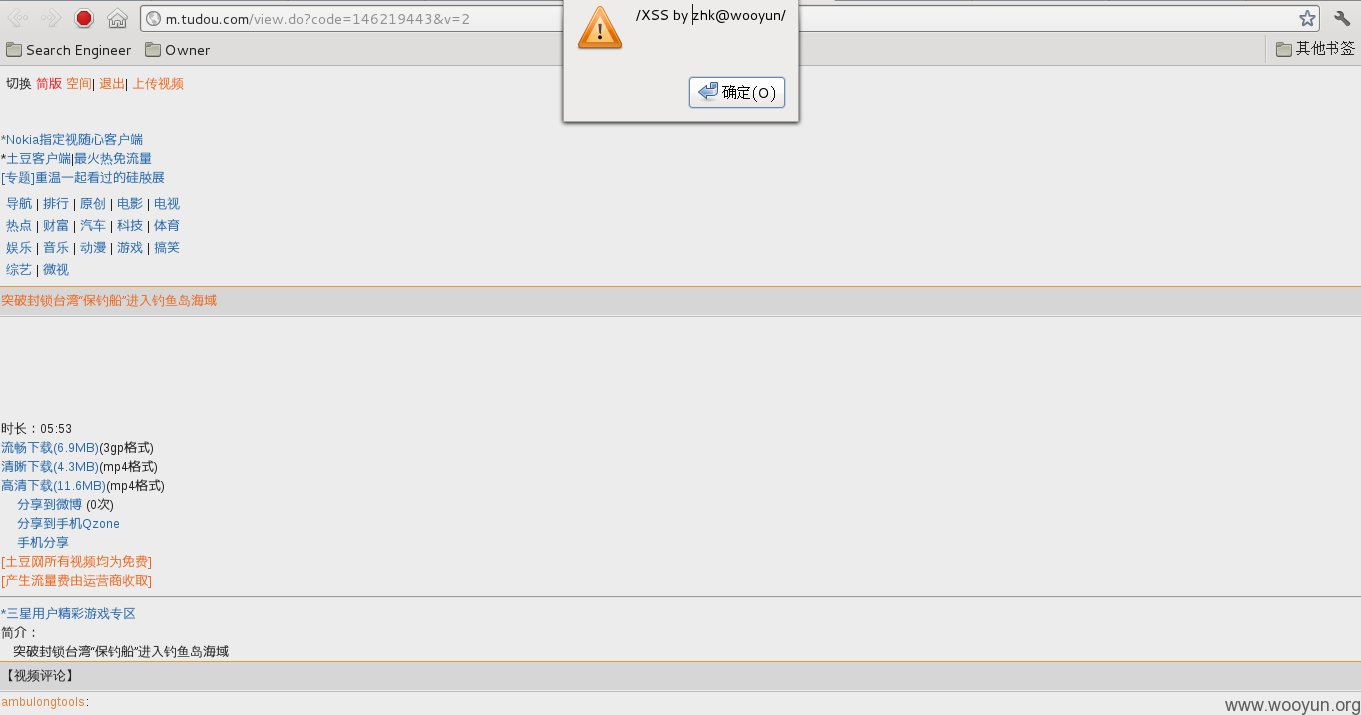 m.tudou.com/view.do?code=146219443&v=2
/XSS by zhk@wooyun/
确定(O)
Search Engineer Owner 其他书签
切换 简版 空间| 退出| 上传视频
*Nokia指定视随心客户端
*土豆客户端|最火热免流量
[专题]重温一起看过的硅胶展
导航 | 排行 | 原创 | 电影 | 电视
热点 | 财富 | 汽车 | 科技 | 体育
娱乐 | 音乐 | 动漫 | 游戏 | 搞笑
综艺 | 微视
突破封锁台湾“保钓船”进入钓鱼岛海域
时长：05:53
流畅下载(6.9MB)(3gp格式)
清晰下载(4.3MB)(mp4格式)
高清下载(11.6MB)(mp4格式)
分享到微博 (0次)
分享到手机Qzone
手机分享
[土豆网所有视频均为免费]
[产生流量费由运营商收取]
*三星用户精彩游戏专区
简介：
突破封锁台湾“保钓船”进入钓鱼岛海域
【视频评论】
ambulongtools:
www.wooyun.org